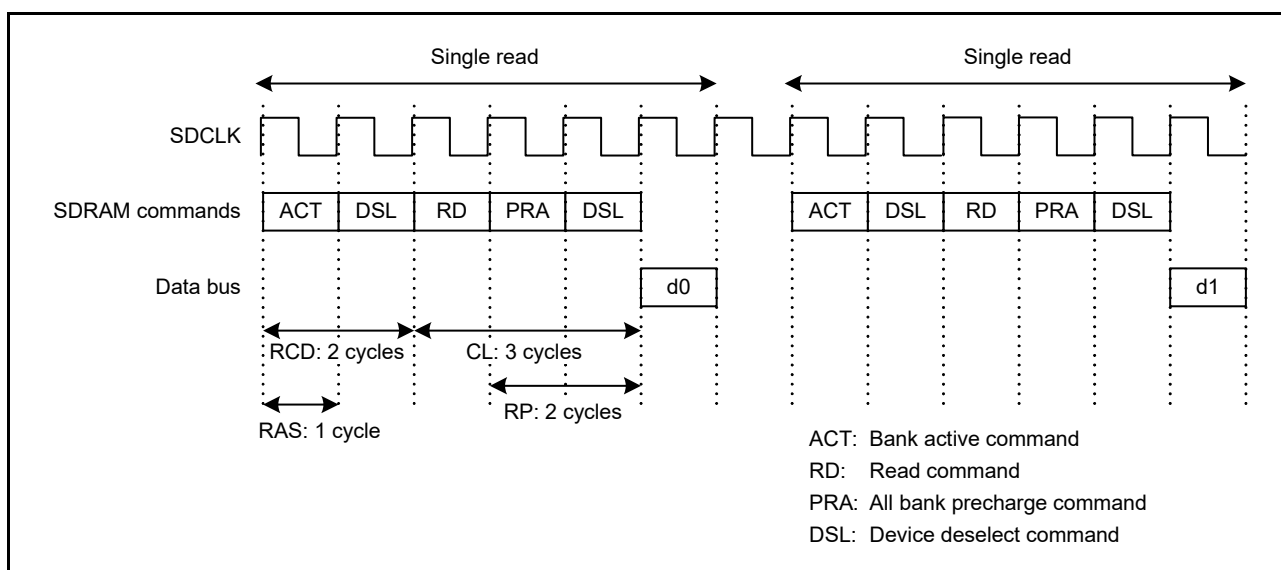 Single read Single read
SDCLK
SDRAM commands ACT DSL RD PRA DSL ACT DSL RD PRA DSL
Data bus d0 d1
RCD: 2 cycles CL: 3 cycles
RP: 2 cycles
RAS: 1 cycle
ACT: Bank active command
RD: Read command
PRA: All bank precharge command
DSL: Device deselect command